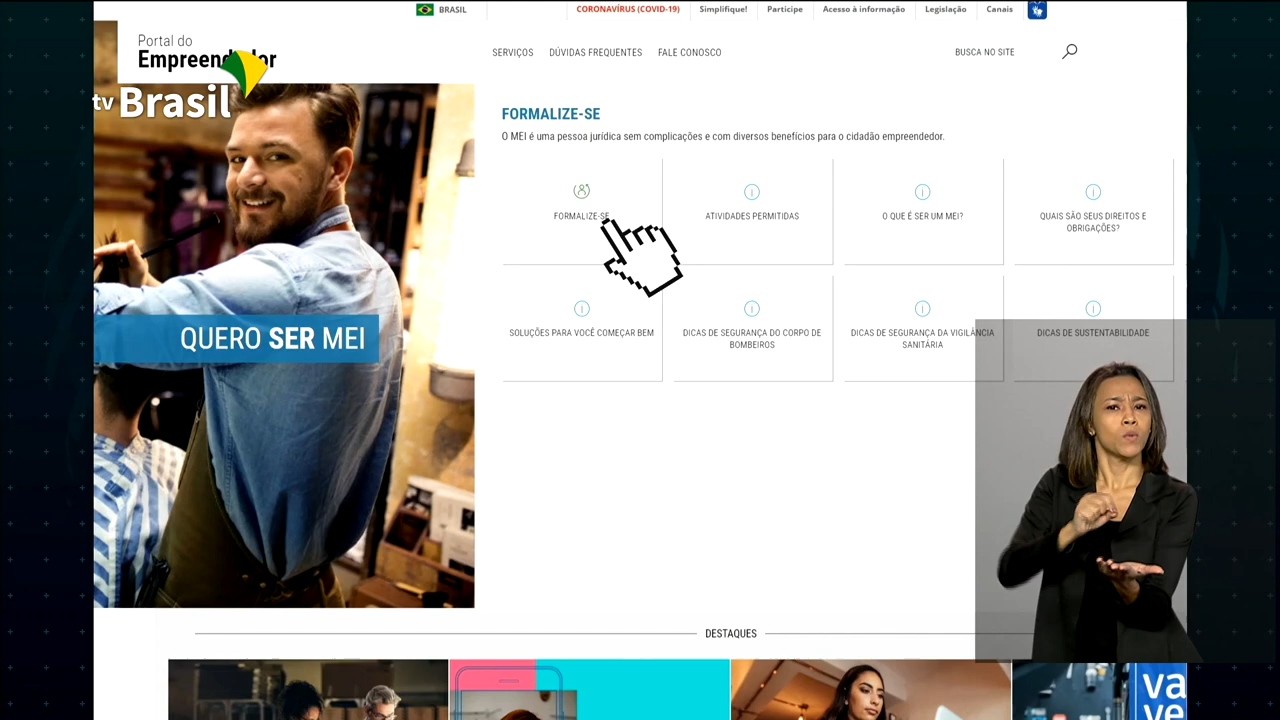 BRASIL
CORONAVÍRUS (COVID-19)
Simplifique!
Participe
Acesso à informação
Legislação
Canais
Portal do
Empreendedor
SERVIÇOS
DÚVIDAS FREQUENTES
FALE CONOSCO
BUSCA NO SITE
tv Brasil
FORMALIZE-SE
O MEI é uma pessoa jurídica sem complicações e com diversos benefícios para o cidadão empreendedor.
FORMALIZE-SE
ATIVIDADES PERMITIDAS
O QUE É SER UM MEI?
QUAIS SÃO SEUS DIREITOS E
OBRIGAÇÕES?
QUERO SER MEI
SOLUÇÕES PARA VOCÊ COMEÇAR BEM
DICAS DE SEGURANÇA DO CORPO DE
BOMBEIROS
DICAS DE SEGURANÇA DA VIGILÂNCIA
SANITÁRIA
DICAS DE SUSTENTABILIDADE
DESTAQUES
va
ve